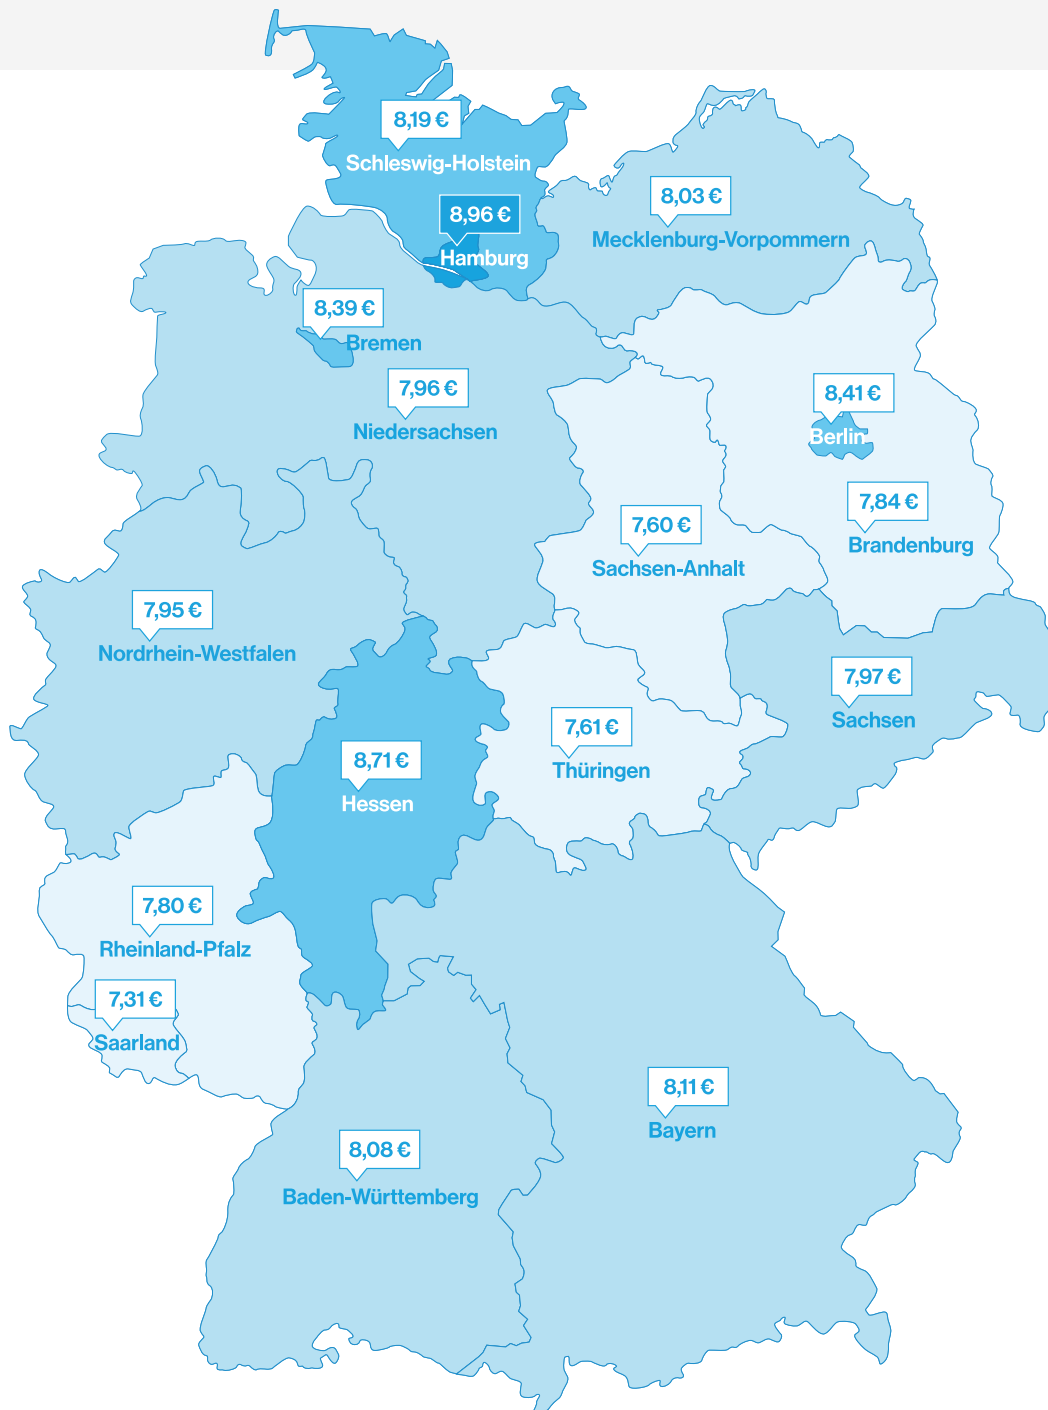 8,19 €
Schleswig-Holstein
8,03 €
Mecklenburg-Vorpommern
8,96 €
Hamburg
8,39 €
Bremen
7,96 €
Niedersachsen
8,41 €
Berlin
7,84 €
Brandenburg
7,60 €
Sachsen-Anhalt
7,95 €
Nordrhein-Westfalen
7,97 €
Sachsen
7,61 €
Thüringen
8,71 €
Hessen
7,80 €
Rheinland-Pfalz
7,31 €
Saarland
8,11 €
Bayern
8,08 €
Baden-Württemberg